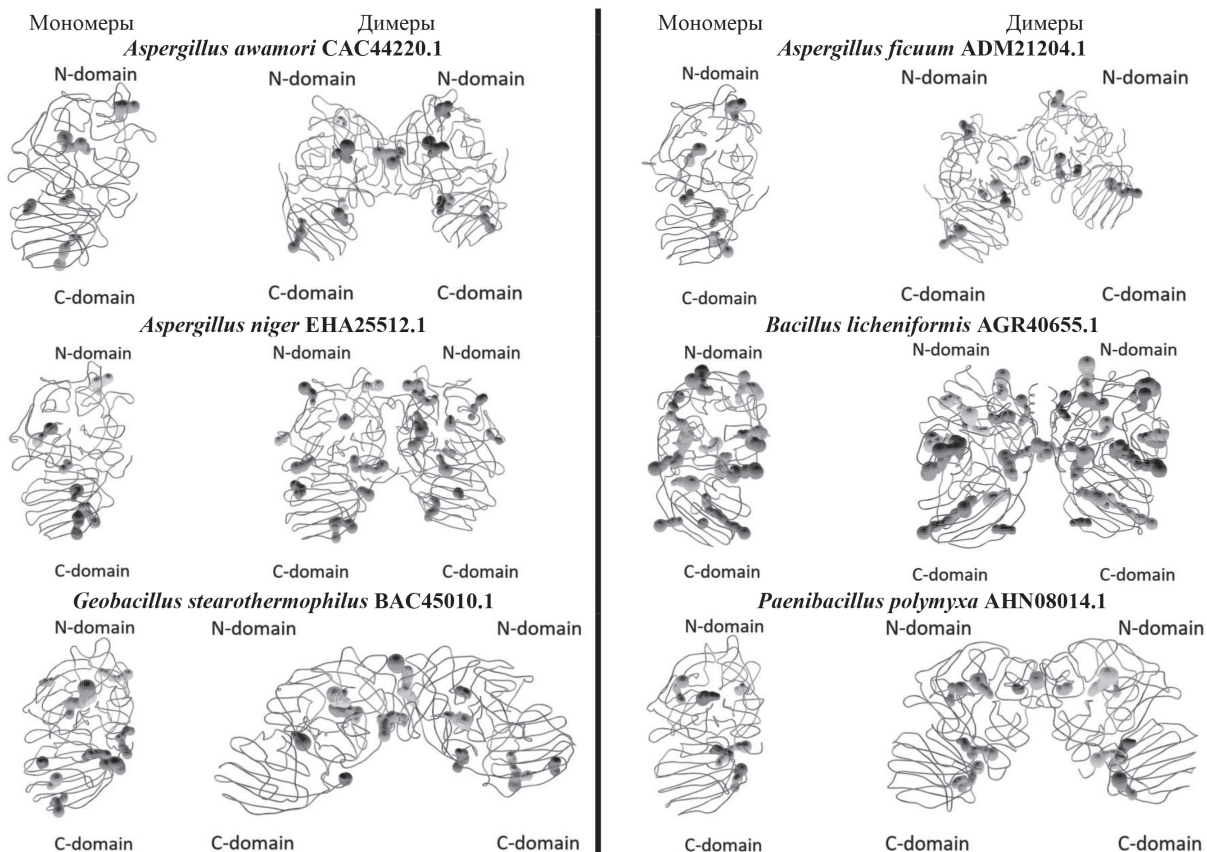 Мономеры Димеры
Aspergillus awamori CAC44220.1
N-domain N-domain N-domain
C-domain C-domain C-domain
Aspergillus niger EHA25512.1
N-domain N-domain N-domain
C-domain C-domain C-domain
Geobacillus stearothermophilus BAC45010.1
N-domain N-domain N-domain
C-domain C-domain C-domain
Мономеры Димеры
Aspergillus ficuum ADM21204.1
N-domain N-domain N-domain
C-domain C-domain C-domain
Bacillus licheniformis AGR40655.1
N-domain N-domain N-domain
C-domain C-domain C-domain
Paenibacillus polymyxa AHN08014.1
N-domain N-domain N-domain
C-domain C-domain C-domain